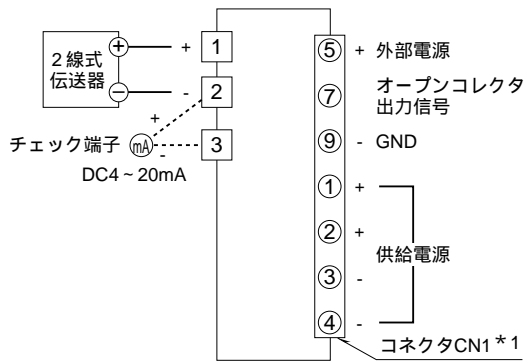 2線式
伝送器
+
−
+ 1
- 2
+
チェック端子 mA
- 3
DC4~20mA
⑤ + 外部電源
⑦ オープンコレクタ
出力信号
⑨ - GND
① +
② +
供給電源
③ -
④ -
コネクタCN1*1